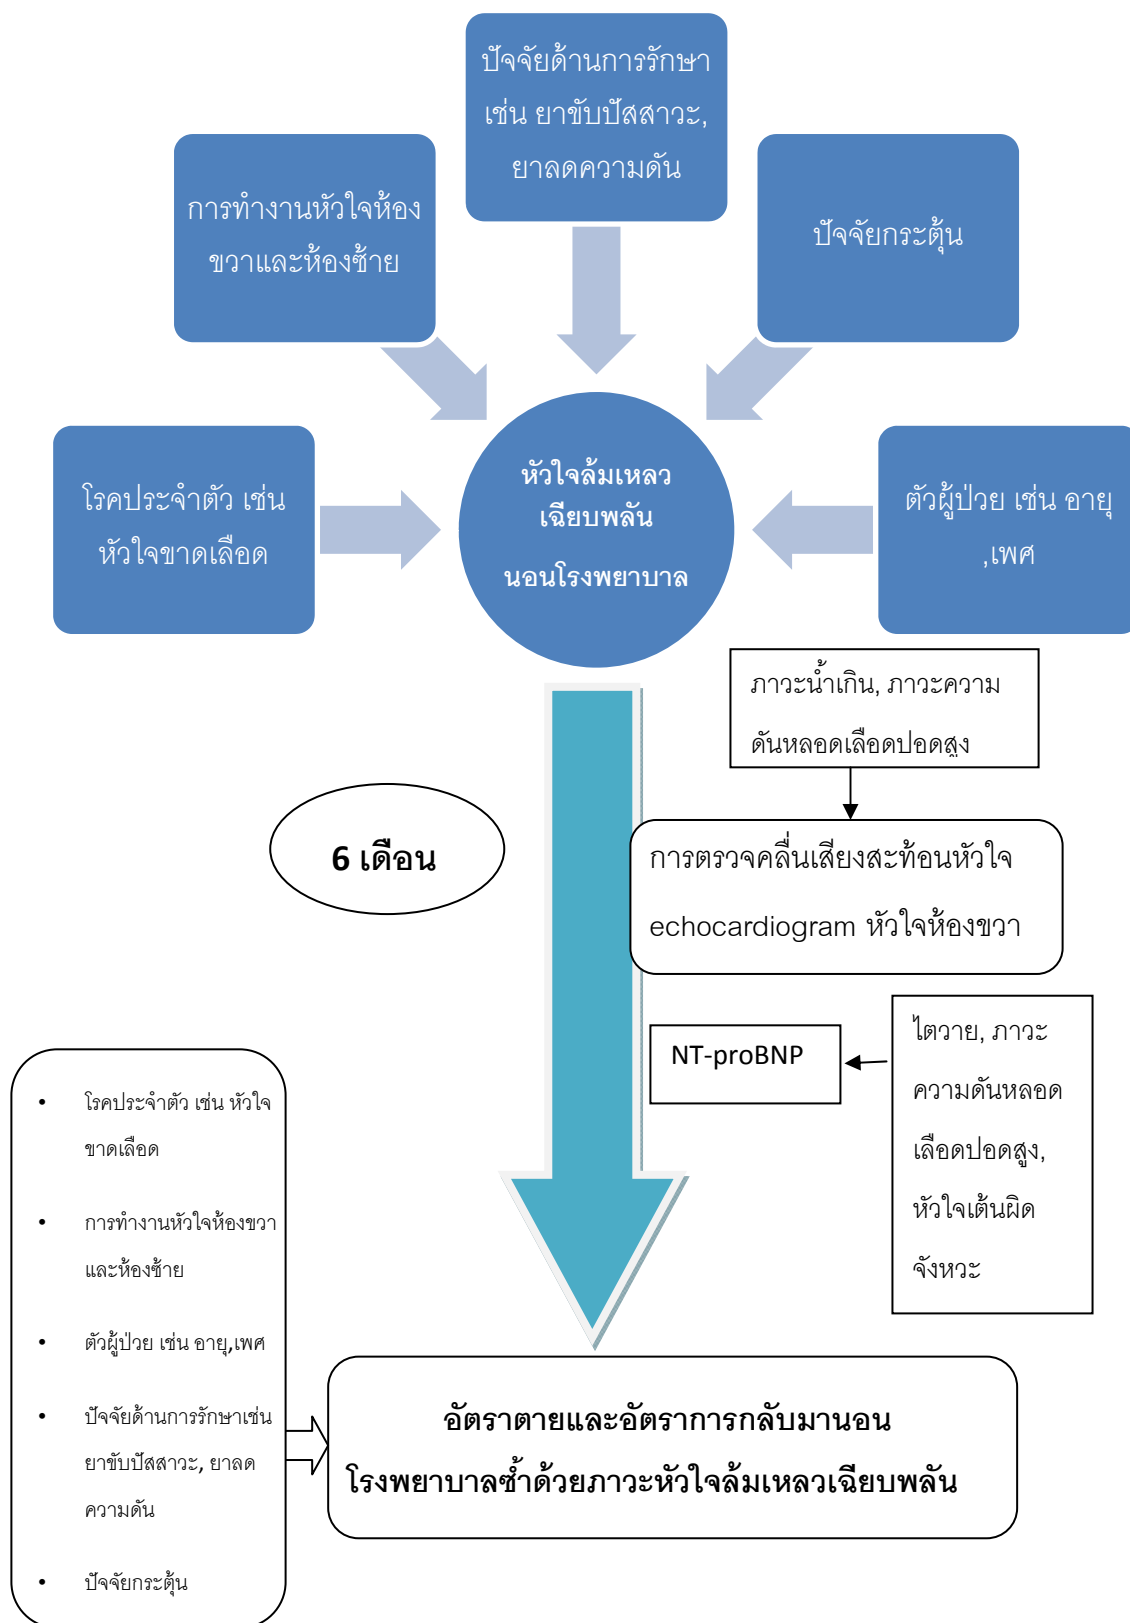 ปัจจัยด้านการรักษา
เช่น ยาขับปัสสาวะ,
ยาลดความดัน
การทำงานหัวใจห้อง
ขวาและห้องซ้าย
ปัจจัยกระตุ้น
โรคประจำตัว เช่น
หัวใจขาดเลือด
หัวใจล้มเหลว
เฉียบพลัน
นอนโรงพยาบาล
ตัวผู้ป่วย เช่น อายุ
,เพศ
ภาวะน้ำเกิน, ภาวะความ
ดันหลอดเลือดปอดสูง
6 เดือน
การตรวจคลื่นเสียงสะท้อนหัวใจ
echocardiogram หัวใจห้องขวา
NT-proBNP
ไตวาย, ภาวะ
ความดันหลอด
เลือดปอดสูง,
หัวใจเต้นผิด
จังหวะ
• โรคประจำตัว เช่น หัวใจ
ขาดเลือด
• การทำงานหัวใจห้องขวา
และห้องซ้าย
• ตัวผู้ป่วย เช่น อายุ,เพศ
• ปัจจัยด้านการรักษาเช่น
ยาขับปัสสาวะ, ยาลด
ความดัน
• ปัจจัยกระตุ้น
อัตราตายและอัตราการกลับมานอน
โรงพยาบาลซ้ำด้วยภาวะหัวใจล้มเหลวเฉียบพลัน